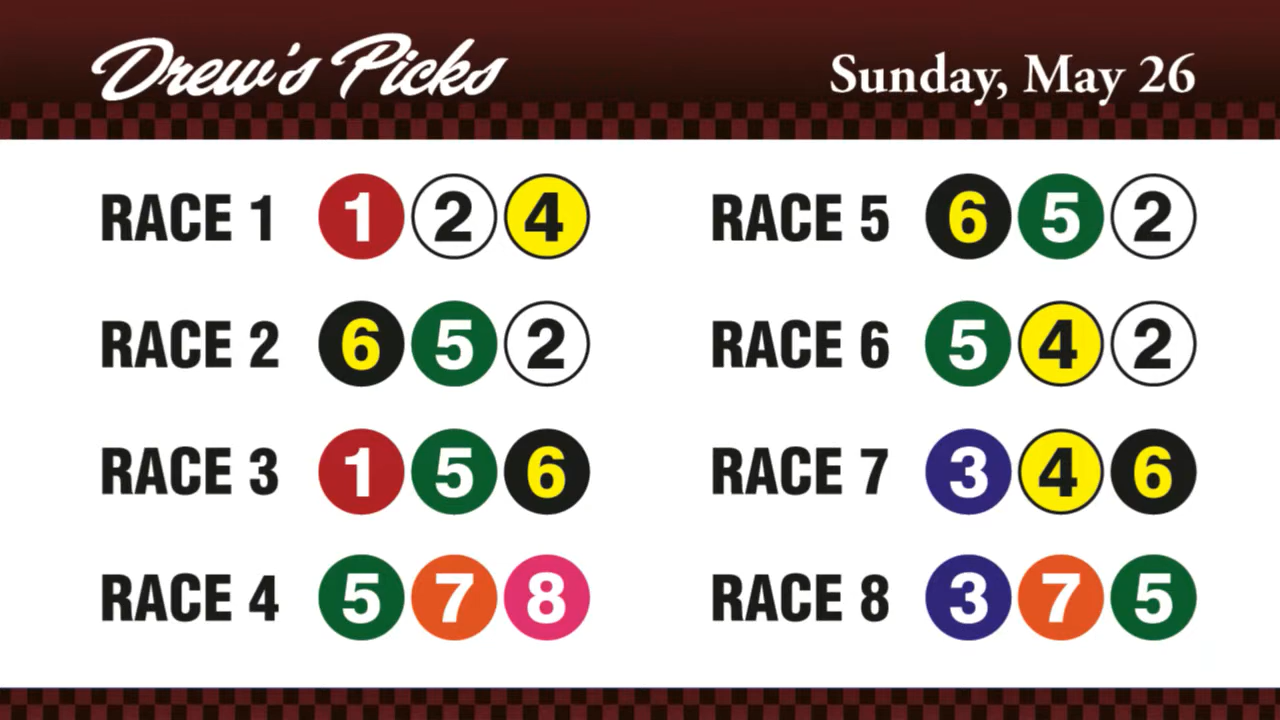 Drew's Picks
Sunday, May 26
RACE 1 1 2 4
RACE 2 6 5 2
RACE 3 1 5 6
RACE 4 5 7 8
RACE 5 6 5 2
RACE 6 5 4 2
RACE 7 3 4 6
RACE 8 3 7 5